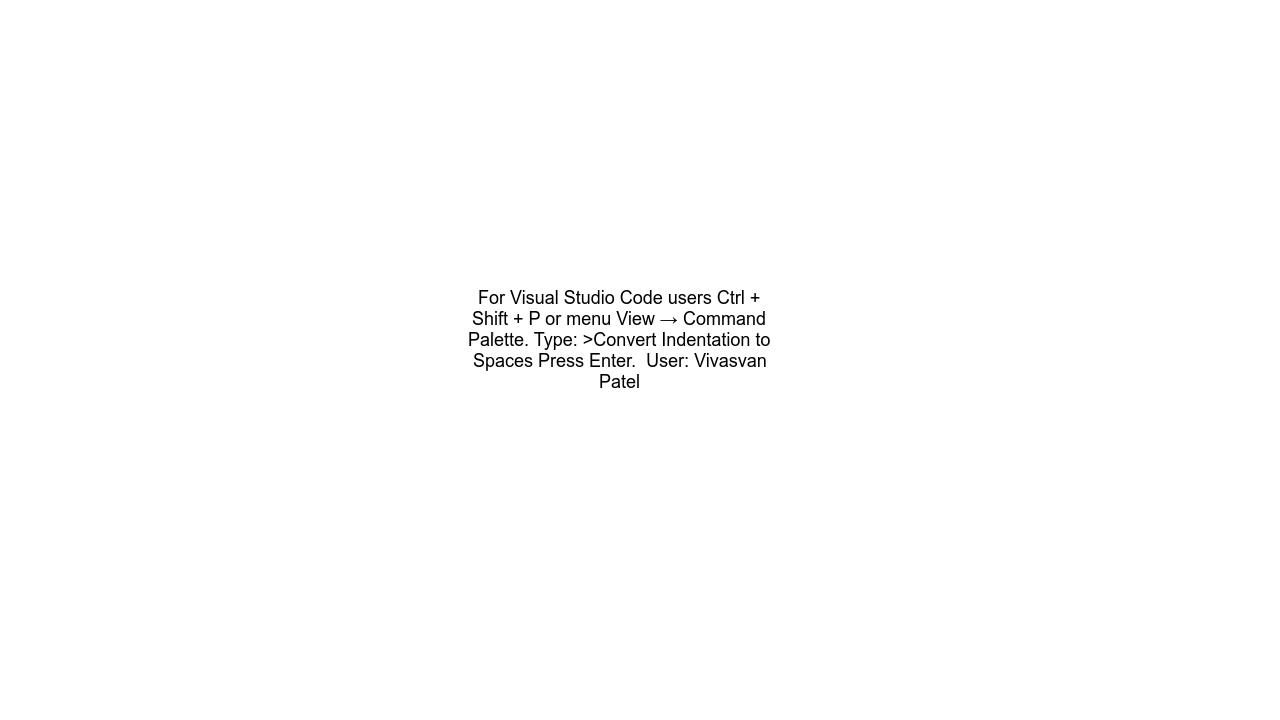 For Visual Studio Code users Ctrl +
Shift + P or menu View → Command
Palette. Type: >Convert Indentation to
Spaces Press Enter.  User: Vivasvan
Patel